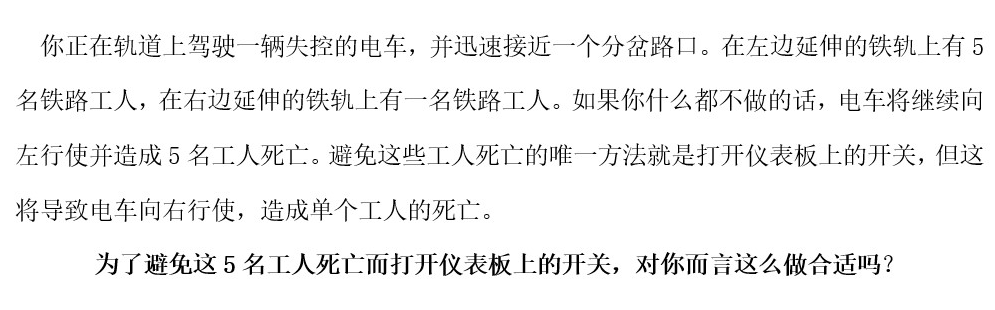 你正在轨道上驾驶一辆失控的电车，并迅速接近一个分岔路口。在左边延伸的铁轨上有 5
名铁路工人，在右边延伸的铁轨上有一名铁路工人。如果你什么都不做的话，电车将继续向
左行使并造成 5 名工人死亡。避免这些工人死亡的唯一方法就是打开仪表板上的开关，但这
将导致电车向右行使，造成单个工人的死亡。
为了避免这 5 名工人死亡而打开仪表板上的开关，对你而言这么做合适吗？